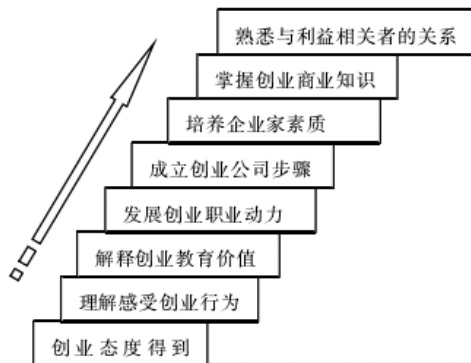 熟悉与利益相关者的关系
掌握创业商业知识
培养企业家素质
成立创业公司步骤
发展创业职业动力
解释创业教育价值
理解感受创业行为
创业态度得到